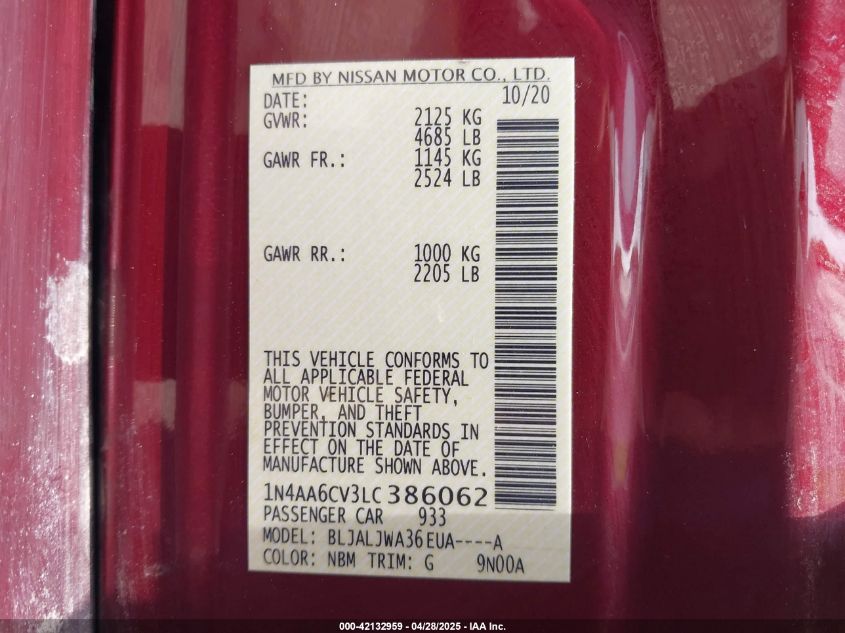 MFD BY NISSAN MOTOR CO., LTD.
DATE: 10/20
GVWR: 2125 KG
4685 LB
GAWR FR.: 1145 KG
2524 LB
GAWR RR.: 1000 KG
2205 LB
THIS VEHICLE CONFORMS TO
ALL APPLICABLE FEDERAL
MOTOR VEHICLE SAFETY,
BUMPER, AND THEFT
PREVENTION STANDARDS IN
EFFECT ON THE DATE OF
MANUFACTURE SHOWN ABOVE.
1N4AA6CV3LC386062
PASSENGER CAR 933
MODEL: BLJALJWA36EUA----A
COLOR: NBM TRIM: G 9N00A
000-42132959 - 04/28/2025 - IAA Inc.